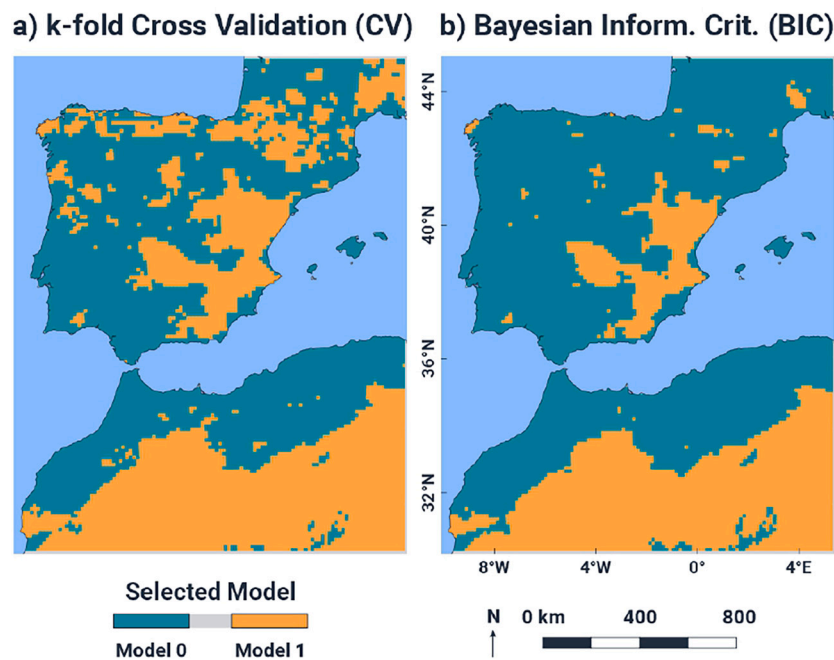 a) k-fold Cross Validation (CV)
b) Bayesian Inform. Crit. (BIC)
44°N
40°N
36°N
32°N
8°W 4°W 0° 4°E
Selected Model
Model 0 Model 1
N
0 km 400 800